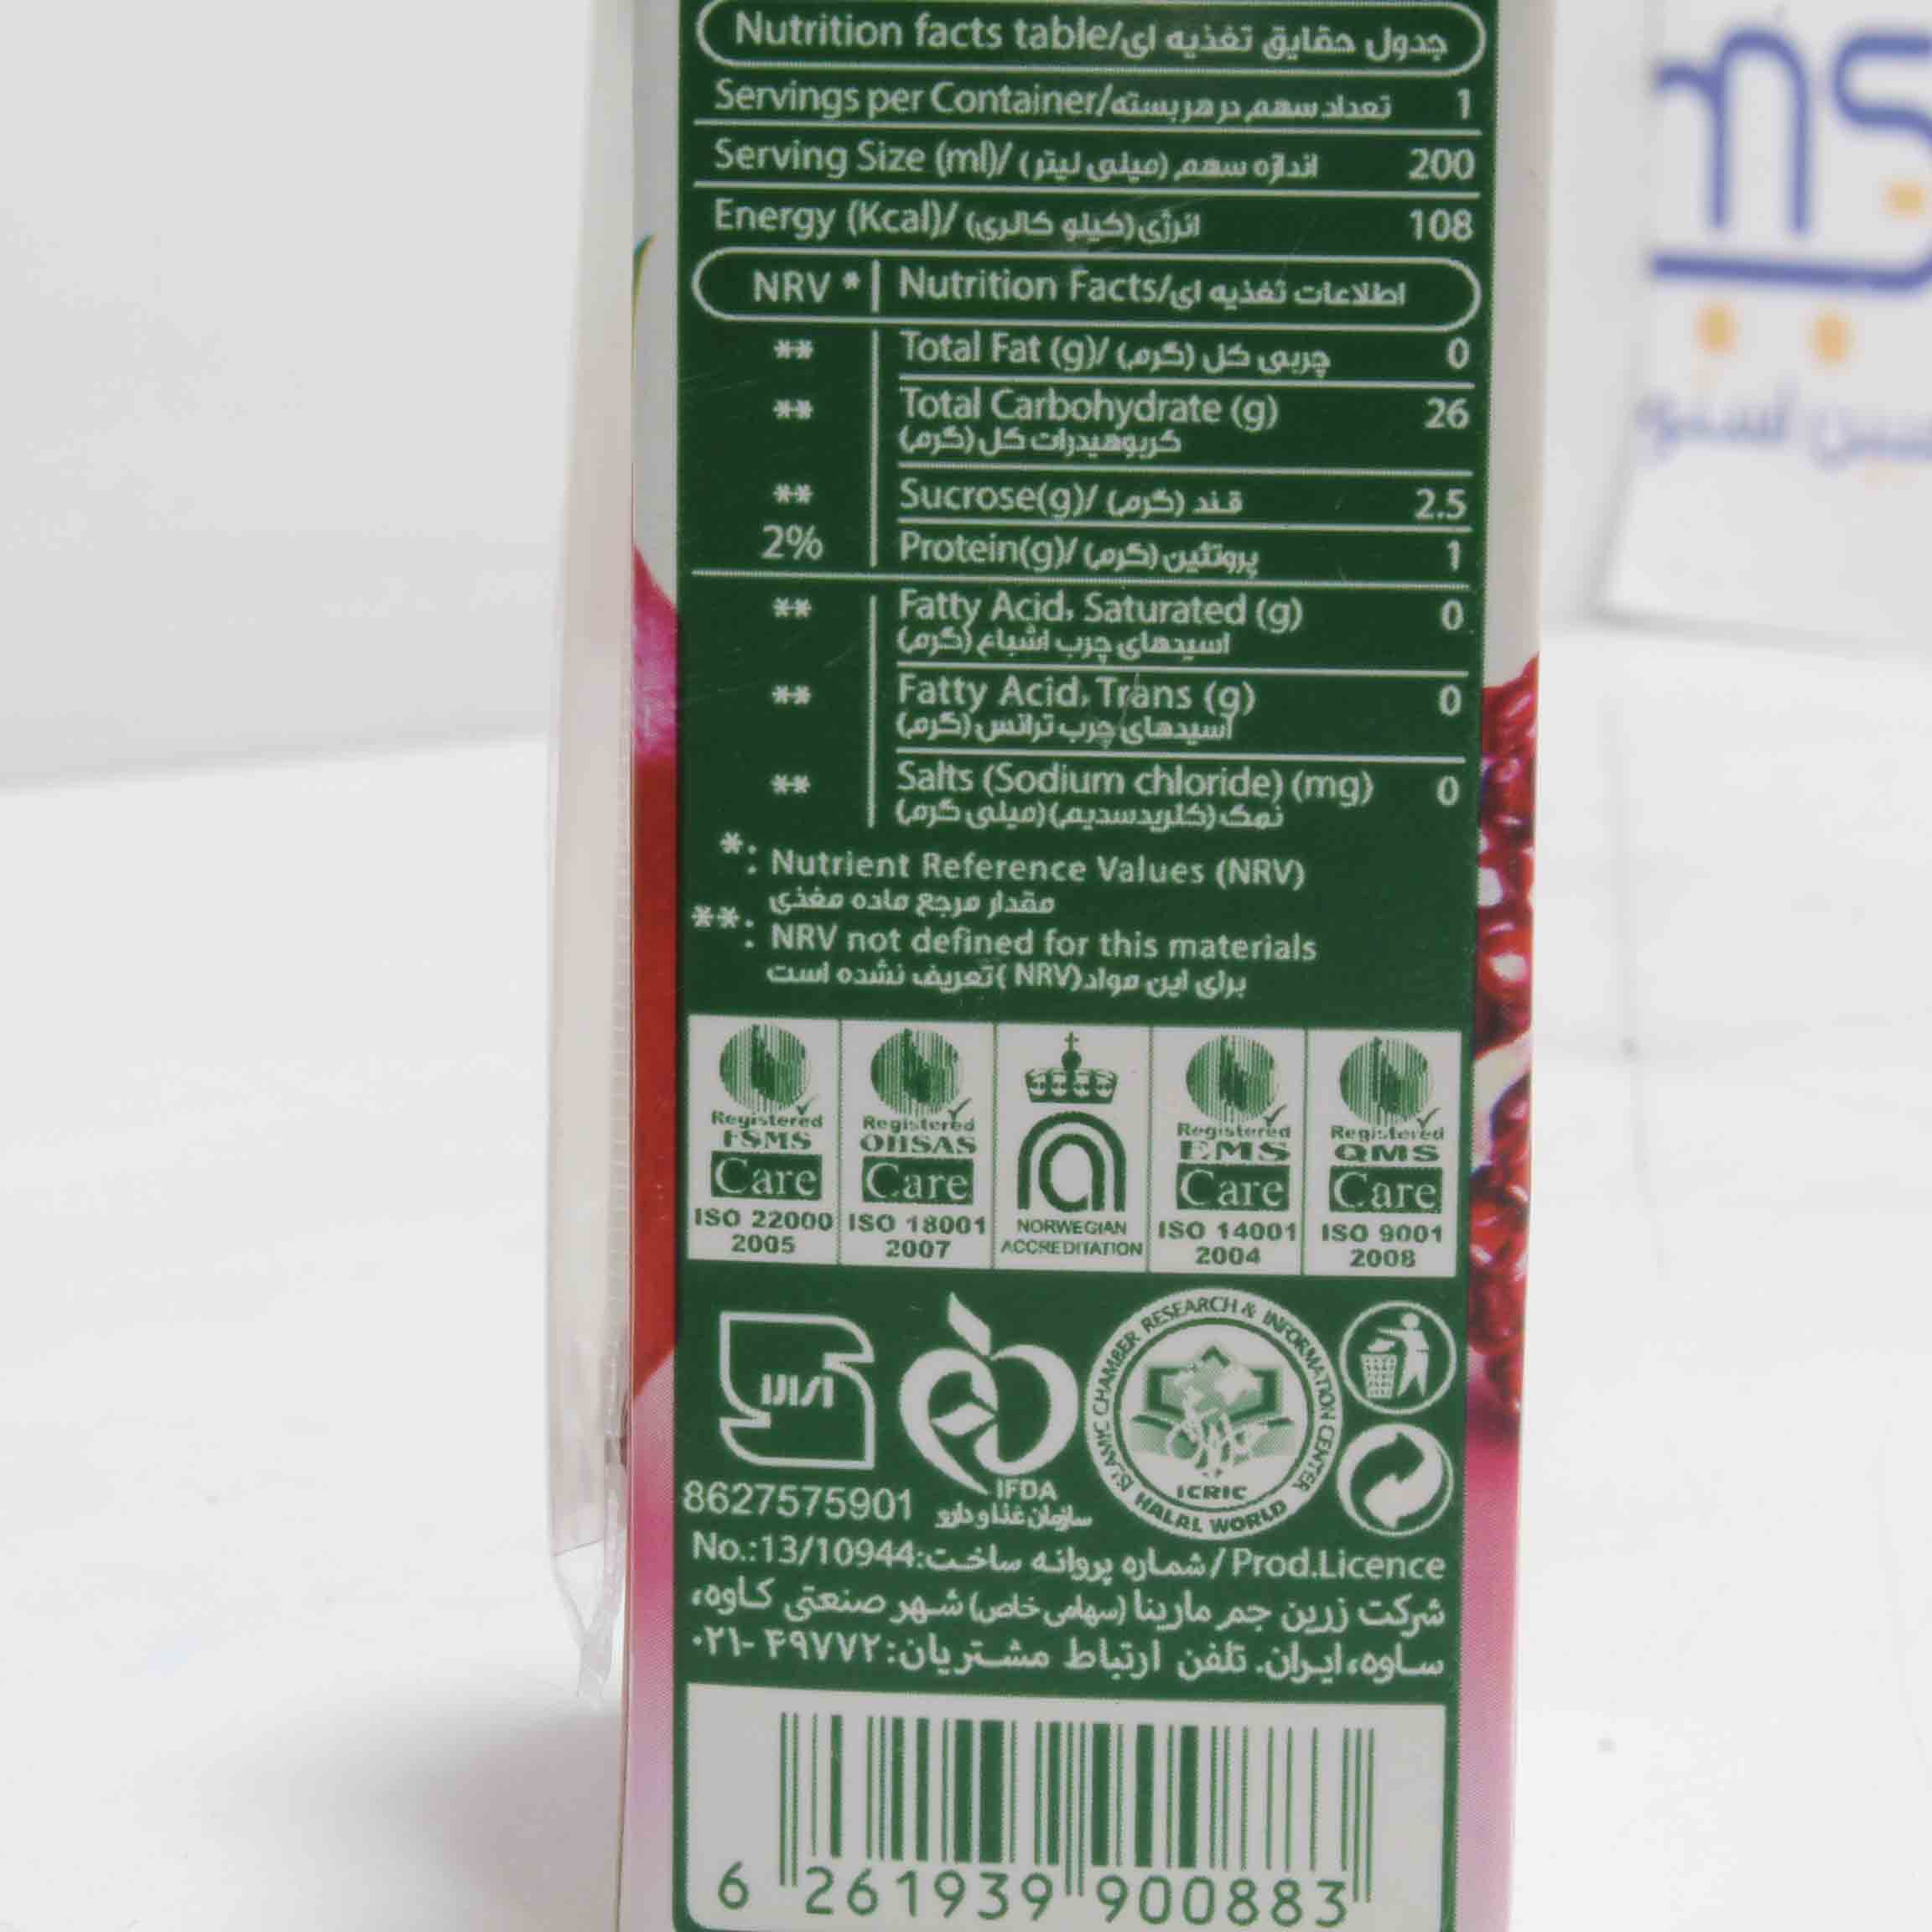 Nutrition facts table/جدول حقایق تغذیه ای
Servings per Container/تعداد سهم در هر بسته 1
Serving Size (ml)/ اندازه سهم (میلی لیتر) 200
Energy (Kcal)/ انرژی (کیلو کالری) 108
NRV * Nutrition Facts/اطلاعات تغذیه ای
** Total Fat (g)/ چربی کل (گرم) 0
** Total Carbohydrate (g) 26
کربوهیدرات کل (گرم)
** Sucrose(g)/ قند (گرم) 2.5
2% Protein(g)/ پروتئین (گرم) 1
** Fatty Acid, Saturated (g) 0
اسیدهای چرب اشباع (گرم)
** Fatty Acid, Trans (g) 0
اسیدهای چرب ترانس (گرم)
** Salts (Sodium chloride) (mg) 0
نمک (کلریدسدیم) (میلی گرم)
*: Nutrient Reference Values (NRV)
مقدار مرجع ماده مغذی
**: NRV not defined for this materials
برای این مواد (NRV) تعریف نشده است
Registered FSMS Care ISO 22000 2005
Registered OHSAS Care ISO 18001 2007
NORWEGIAN ACCREDITATION
Registered EMS Care ISO 14001 2004
Registered QMS Care ISO 9001 2008
8627575901
IFDA
سازمان غذا و دارو
ISLAMIC CHAMBER RESEARCH & INFORMATION CENTER
ICRIC
HALAL WORLD
No.:13/10944:شماره پروانه ساخت / Prod.Licence
شرکت زرین جم مارینا (سهامی خاص) شهر صنعتی کاوه،
ساوه، ایران. تلفن ارتباط مشتریان: ۰۲۱-۴۹۷۷۲
6 261939 900883